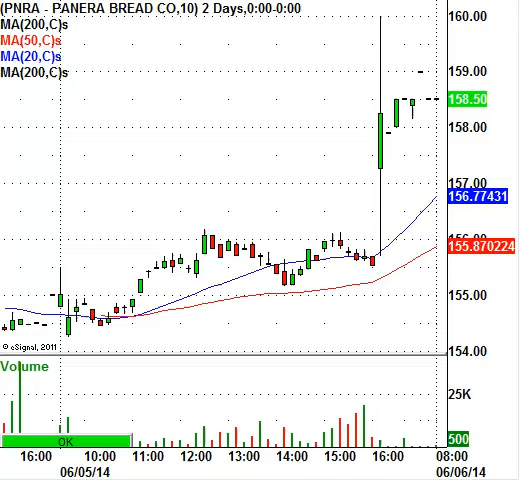 (PNRA - PANERA BREAD CO,10) 2 Days,0:00-0:00
MA(200,C)s
MA(50,C)s
MA(20,C)s
MA(200,C)s
160.00
159.00
158.50
158.00
157.00
156.77431
156.00
155.870224
155.00
154.00
© eSignal, 2011
Volume
25K
500
OK
16:00 10:00 11:00 12:00 13:00 14:00 15:00 16:00 08:00
06/05/14 06/06/14